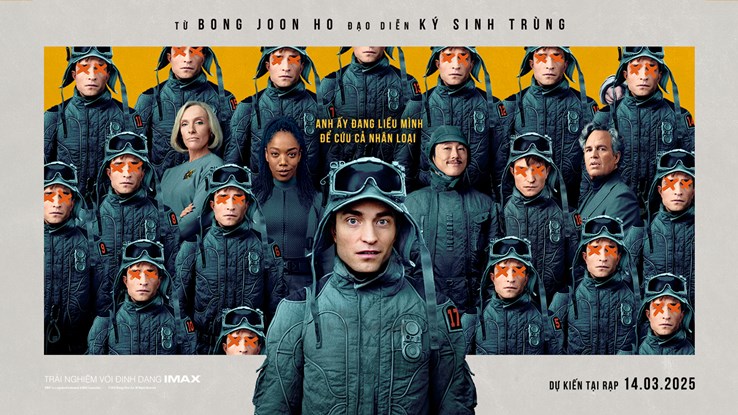 TỪ BONG JOON HO ĐẠO DIỄN KÝ SINH TRÙNG
ANH ẤY ĐANG LIỀU MÌNH
ĐỂ CỨU CẢ NHÂN LOẠI
17
TRẢI NGHIỆM VỚI ĐỊNH DẠNG IMAX
DỰ KIẾN TẠI RẠP 14.03.2025